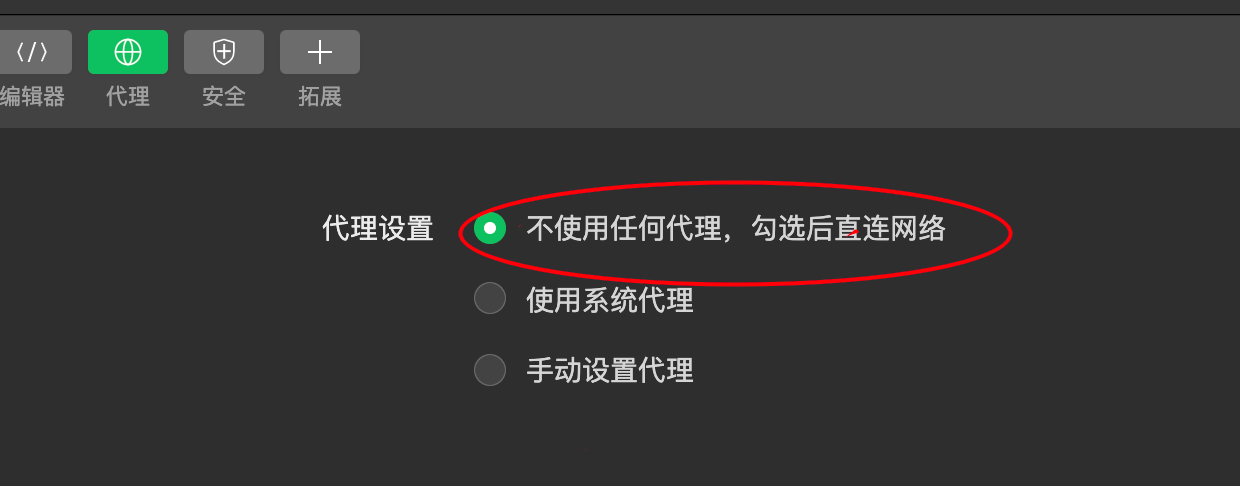 编辑器 代理 安全 拓展
代理设置 不使用任何代理，勾选后直连网络
使用系统代理
手动设置代理